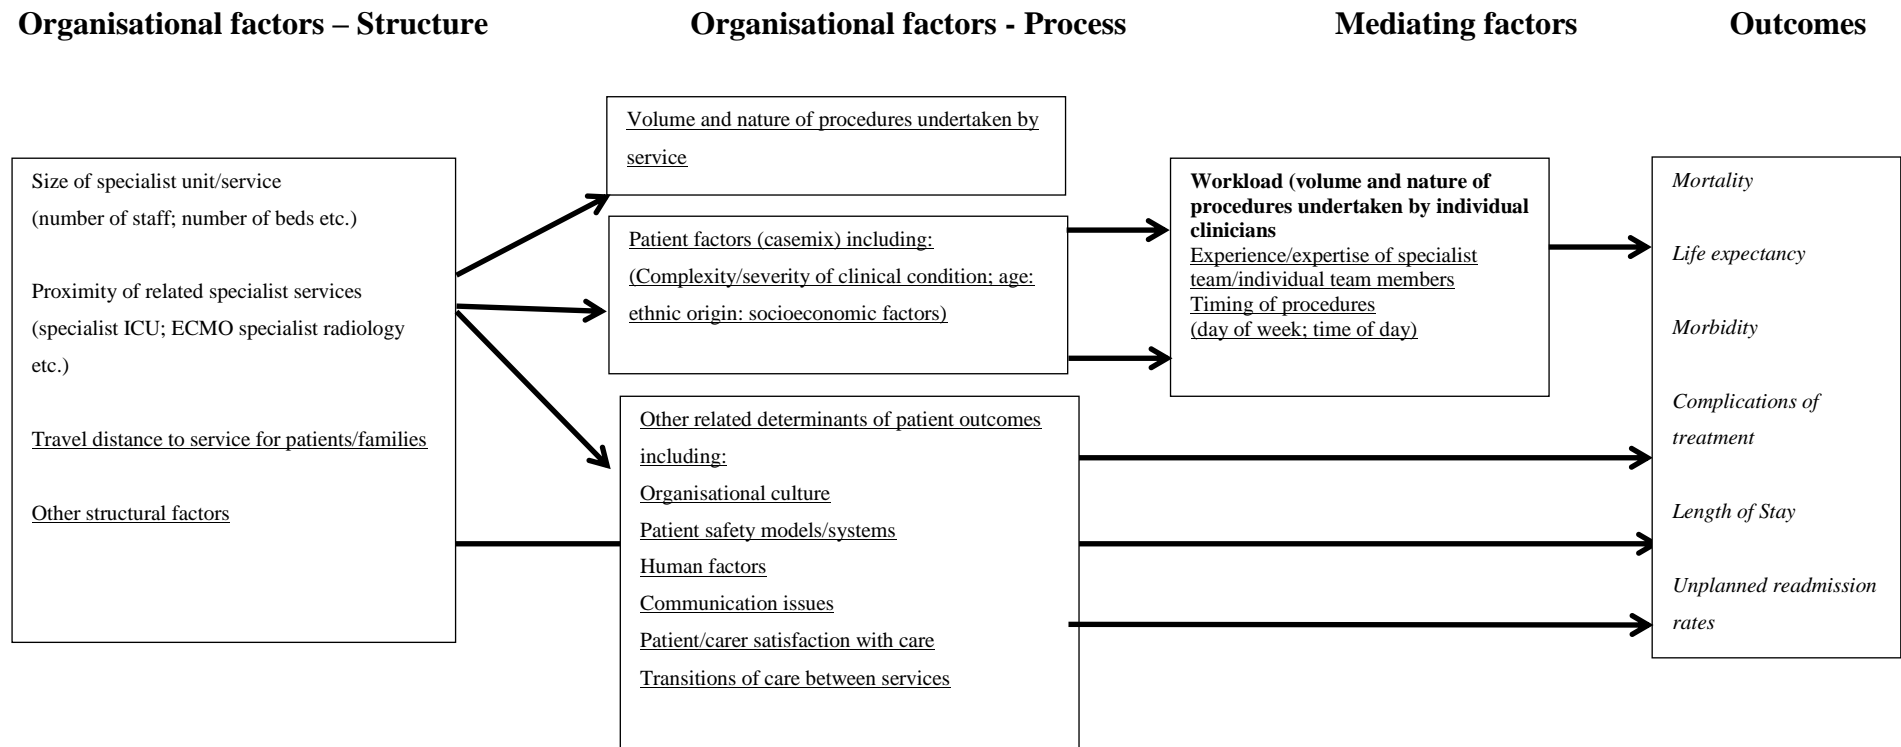 Organisational factors – Structure
Organisational factors - Process
Mediating factors
Outcomes
Size of specialist unit/service
(number of staff; number of beds etc.)
Proximity of related specialist services
(specialist ICU; ECMO specialist radiology
etc.)
Travel distance to service for patients/families
Other structural factors
Volume and nature of procedures undertaken by
service
Patient factors (casemix) including:
(Complexity/severity of clinical condition; age:
ethnic origin: socioeconomic factors)
Other related determinants of patient outcomes
including:
Organisational culture
Patient safety models/systems
Human factors
Communication issues
Patient/carer satisfaction with care
Transitions of care between services
Workload (volume and nature of
procedures undertaken by individual
clinicians
Experience/expertise of specialist
team/individual team members
Timing of procedures
(day of week; time of day)
Mortality
Life expectancy
Morbidity
Complications of
treatment
Length of Stay
Unplanned readmission
rates